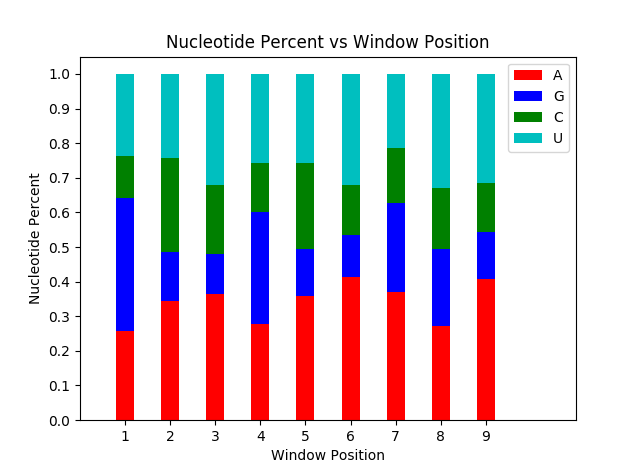 Nucleotide Percent vs Window Position
A
G
C
U
1.0
0.9
0.8
0.7
0.6
0.5
0.4
0.3
0.2
0.1
0.0
Nucleotide Percent
1 2 3 4 5 6 7 8 9
Window Position